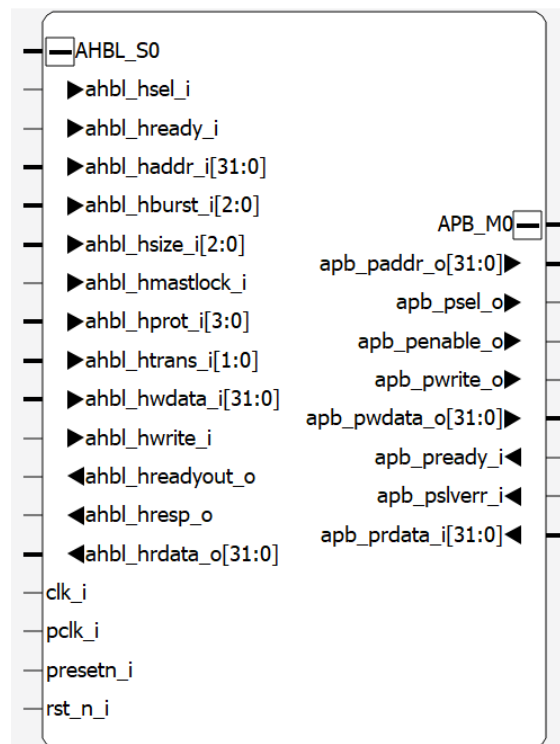 AHBL_S0
ahbl_hsel_i
ahbl_hready_i
ahbl_haddr_i[31:0]
ahbl_hburst_i[2:0]
ahbl_hsize_i[2:0]
ahbl_hmastlock_i
ahbl_hprot_i[3:0]
ahbl_htrans_i[1:0]
ahbl_hwdata_i[31:0]
ahbl_hwrite_i
ahbl_hreadyout_o
ahbl_hresp_o
ahbl_hrdata_o[31:0]
clk_i
pclk_i
presetn_i
rst_n_i
APB_M0
apb_paddr_o[31:0]
apb_psel_o
apb_penable_o
apb_pwrite_o
apb_pwdata_o[31:0]
apb_pready_i
apb_pslverr_i
apb_prdata_i[31:0]